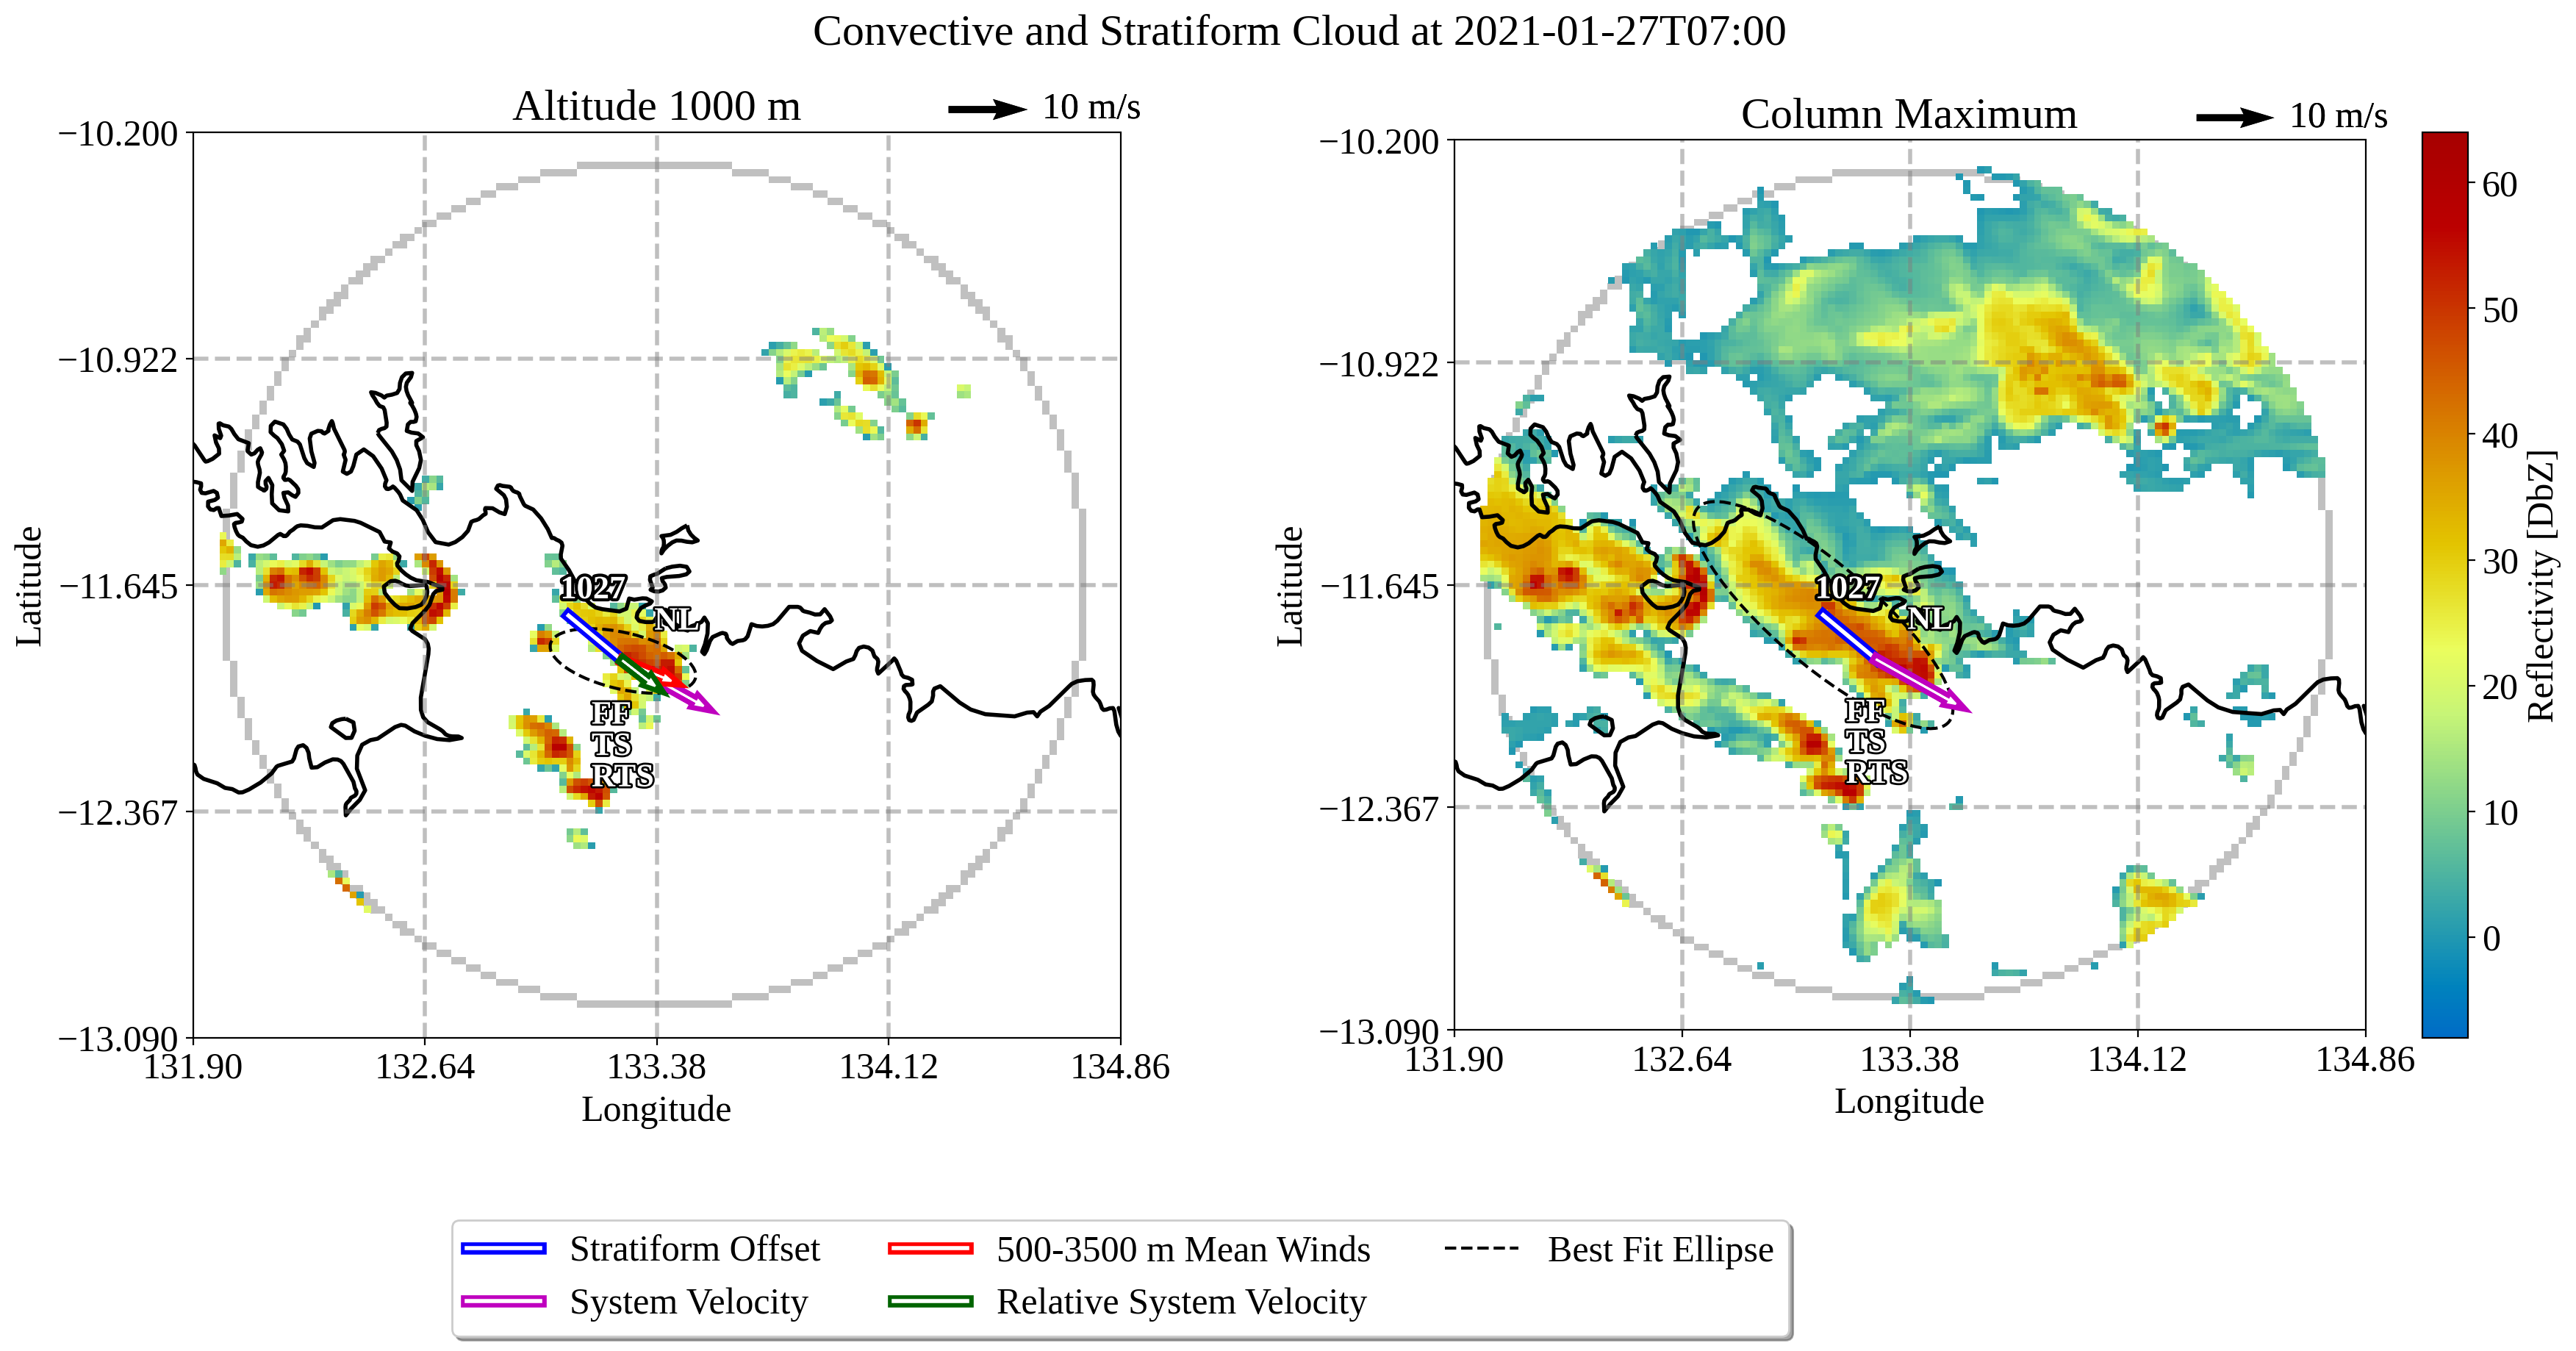 Convective and Stratiform Cloud at 2021-01-27T07:00
Altitude 1000 m
10 m/s
−10.200
−10.922
−11.645
−12.367
−13.090
Latitude
1027
NL
FF
TS
RTS
131.90
132.64
133.38
134.12
134.86
Longitude
Column Maximum
10 m/s
−10.200
−10.922
−11.645
−12.367
−13.090
Latitude
1027
NL
FF
TS
RTS
131.90
132.64
133.38
134.12
134.86
Longitude
60
50
40
30
20
10
0
Reflectivity [DbZ]
Stratiform Offset
System Velocity
500-3500 m Mean Winds
Relative System Velocity
Best Fit Ellipse